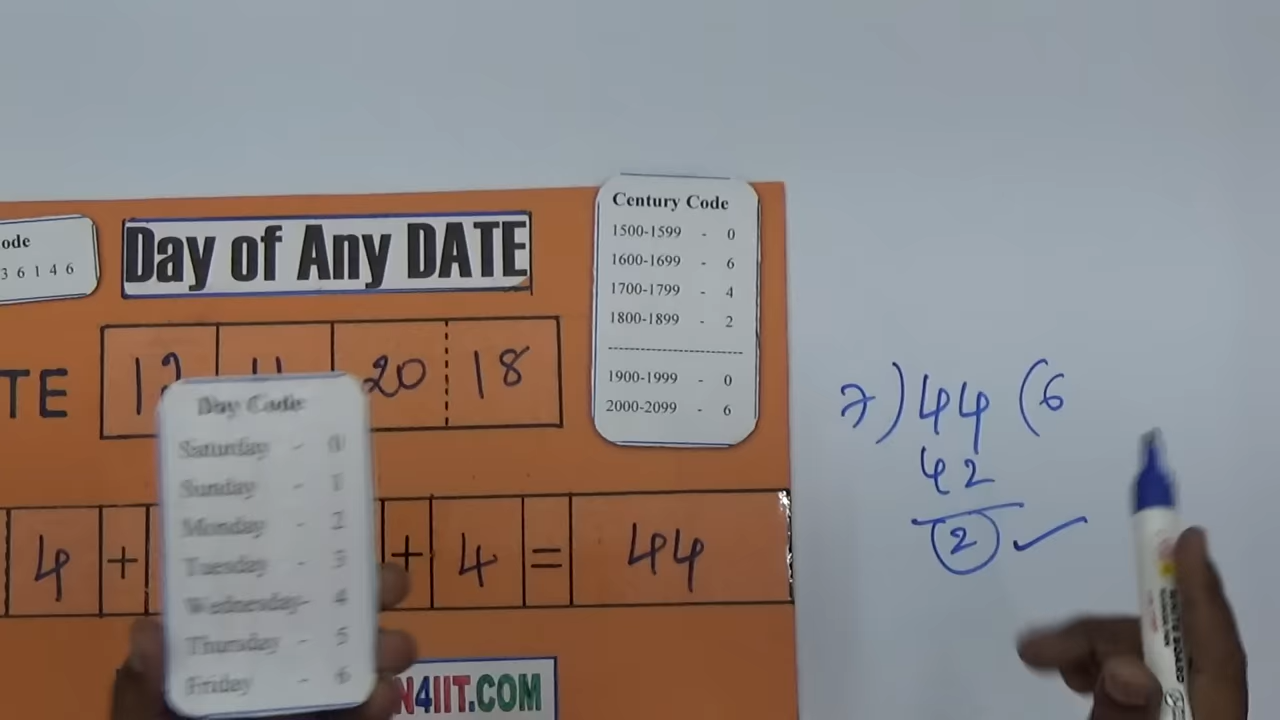 ode
3 6 1 4 6
Day of Any DATE
Century Code
1500-1599 - 0
1600-1699 - 6
1700-1799 - 4
1800-1899 - 2
1900-1999 - 0
2000-2099 - 6
TE 12 11 20 18
Day Code
Saturday - 0
Sunday - 1
Monday - 2
Tuesday - 3
Wednesday - 4
Thursday - 5
Friday - 6
4 + + 4 = 44
N4IIT.COM
7 ) 44 ( 6
42
2 ✓